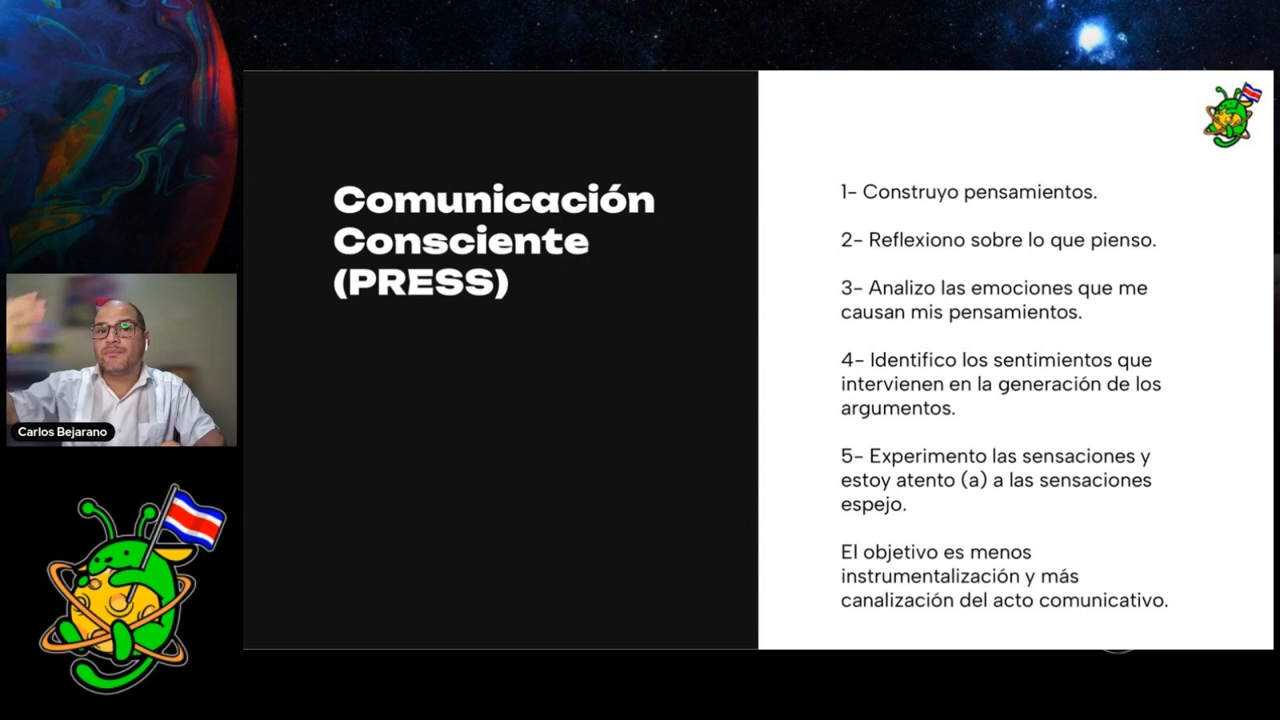 Comunicación
Consciente
(PRESS)
1- Construyo pensamientos.
2- Reflexiono sobre lo que pienso.
3- Analizo las emociones que me
causan mis pensamientos.
4- Identifico los sentimientos que
intervienen en la generación de los
argumentos.
5- Experimento las sensaciones y
estoy atento (a) a las sensaciones
espejo.
El objetivo es menos
instrumentalización y más
canalización del acto comunicativo.
Carlos Bejarano